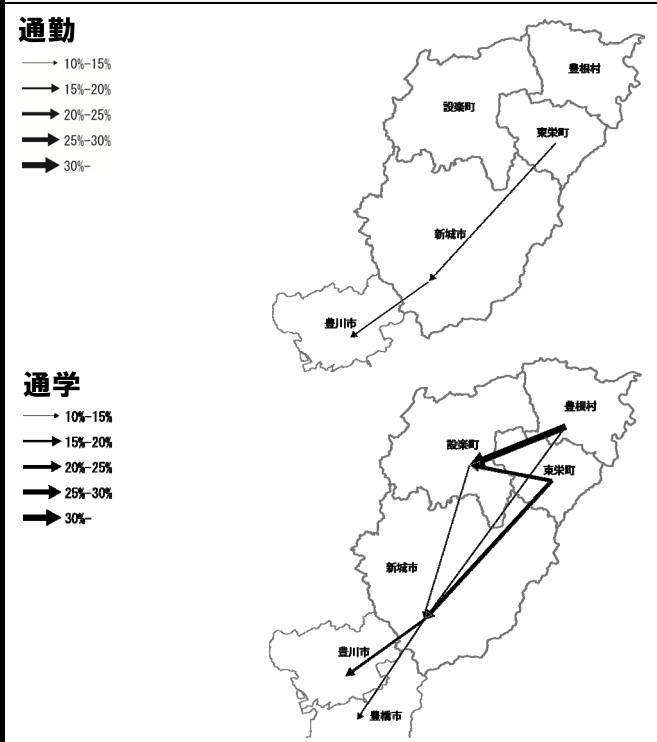 通勤
10%-15%
15%-20%
20%-25%
25%-30%
30%-
豊根村
設楽町
東栄町
新城市
豊川市
通学
10%-15%
15%-20%
20%-25%
25%-30%
30%-
豊根村
設楽町
東栄町
新城市
豊川市
豊橋市